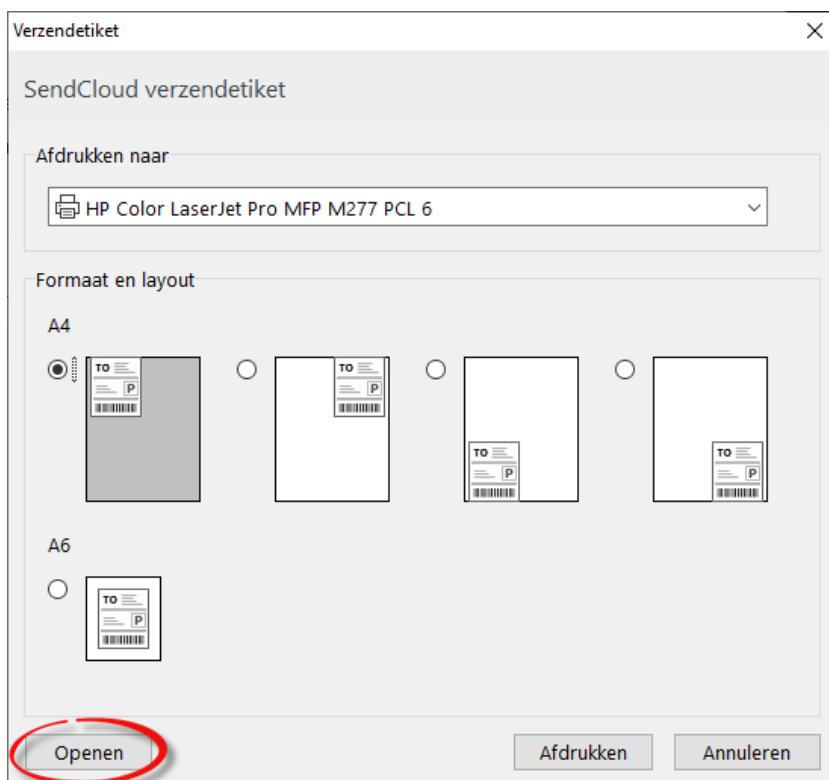 Verzendetiket
SendCloud verzendetiket
Afdrukken naar
HP Color LaserJet Pro MFP M277 PCL 6
Formaat en layout
A4
TO P
TO P
TO P
TO P
A6
TO P
Openen Afdrukken Annuleren